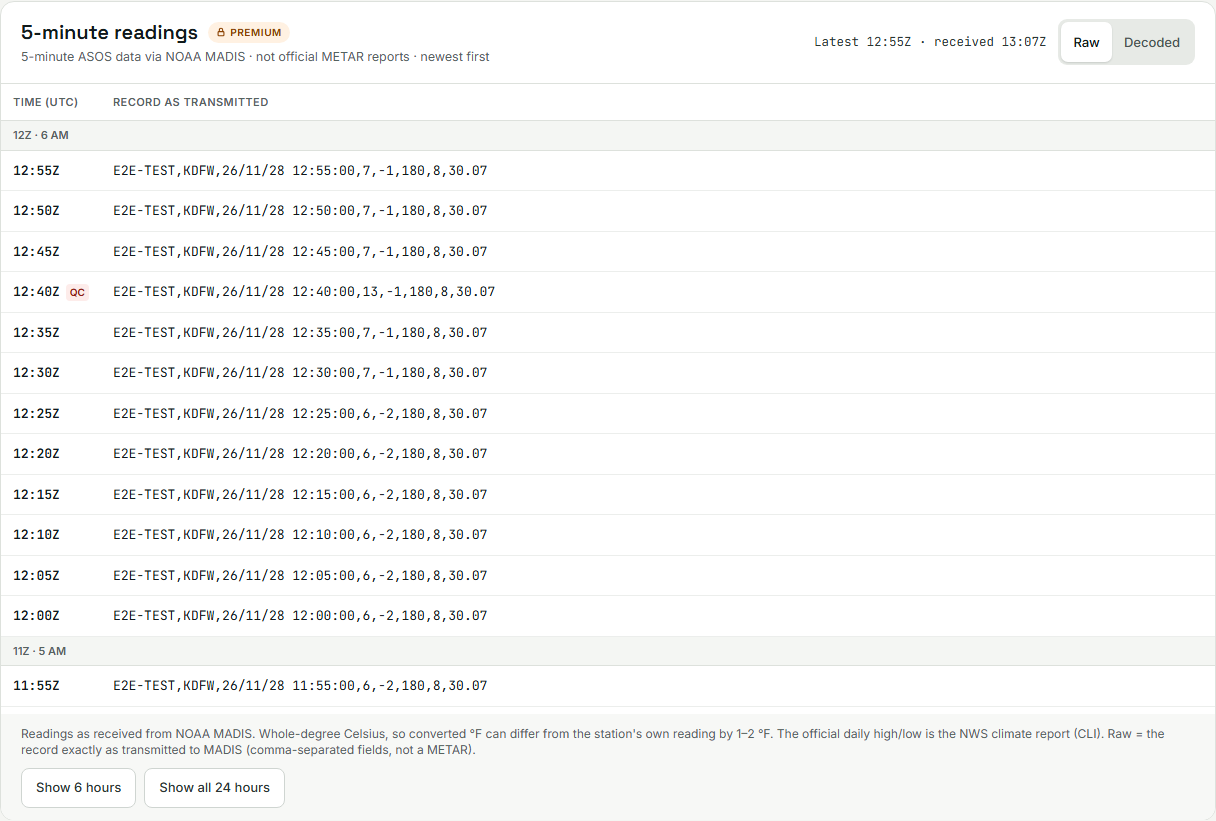 5-minute readings PREMIUM
5-minute ASOS data via NOAA MADIS · not official METAR reports · newest first
Latest 12:55Z · received 13:07Z
Raw Decoded
TIME (UTC) RECORD AS TRANSMITTED
12Z · 6 AM
12:55Z E2E-TEST,KDFW,26/11/28 12:55:00,7,-1,180,8,30.07
12:50Z E2E-TEST,KDFW,26/11/28 12:50:00,7,-1,180,8,30.07
12:45Z E2E-TEST,KDFW,26/11/28 12:45:00,7,-1,180,8,30.07
12:40Z QC E2E-TEST,KDFW,26/11/28 12:40:00,13,-1,180,8,30.07
12:35Z E2E-TEST,KDFW,26/11/28 12:35:00,7,-1,180,8,30.07
12:30Z E2E-TEST,KDFW,26/11/28 12:30:00,7,-1,180,8,30.07
12:25Z E2E-TEST,KDFW,26/11/28 12:25:00,6,-2,180,8,30.07
12:20Z E2E-TEST,KDFW,26/11/28 12:20:00,6,-2,180,8,30.07
12:15Z E2E-TEST,KDFW,26/11/28 12:15:00,6,-2,180,8,30.07
12:10Z E2E-TEST,KDFW,26/11/28 12:10:00,6,-2,180,8,30.07
12:05Z E2E-TEST,KDFW,26/11/28 12:05:00,6,-2,180,8,30.07
12:00Z E2E-TEST,KDFW,26/11/28 12:00:00,6,-2,180,8,30.07
11Z · 5 AM
11:55Z E2E-TEST,KDFW,26/11/28 11:55:00,6,-2,180,8,30.07
Readings as received from NOAA MADIS. Whole-degree Celsius, so converted °F can differ from the station's own reading by 1–2 °F. The official daily high/low is the NWS climate report (CLI). Raw = the
record exactly as transmitted to MADIS (comma-separated fields, not a METAR).
Show 6 hours Show all 24 hours